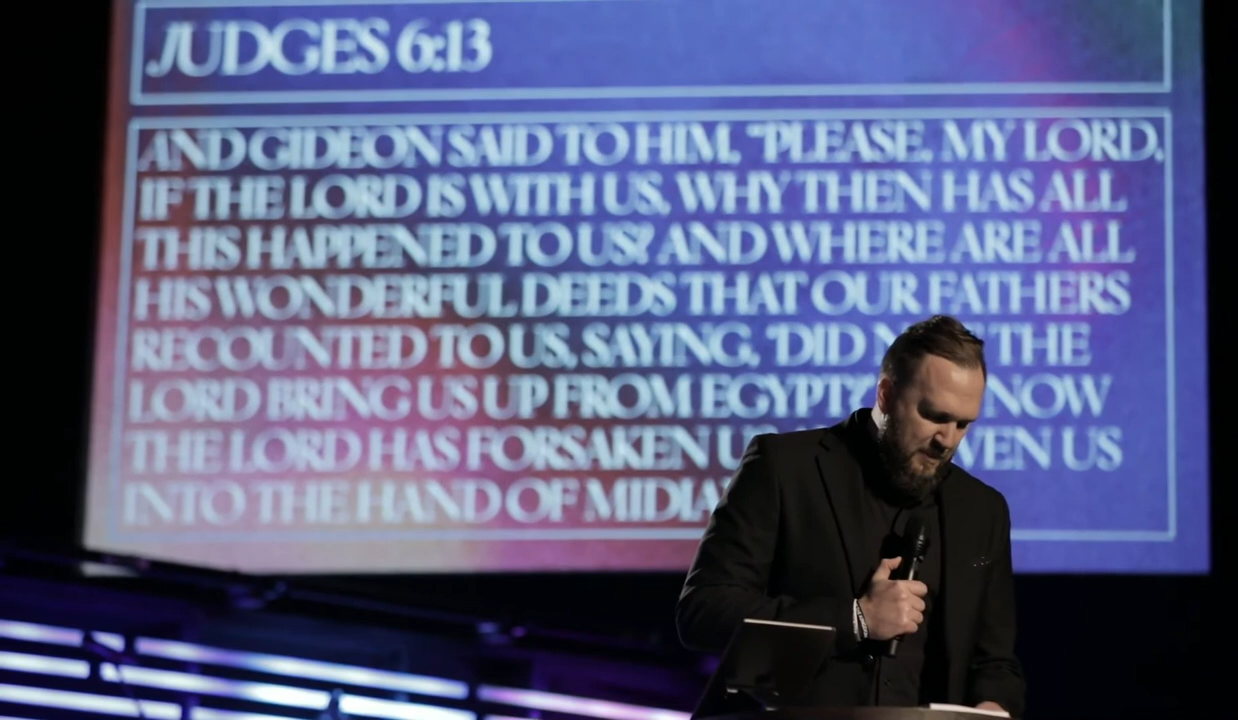 JUDGES 6:13
AND GIDEON SAID TO HIM, "PLEASE, MY LORD,
IF THE LORD IS WITH US, WHY THEN HAS ALL
THIS HAPPENED TO US? AND WHERE ARE ALL
HIS WONDERFUL DEEDS THAT OUR FATHERS
RECOUNTED TO US, SAYING, 'DID THE
LORD BRING US UP FROM EGYPT? NOW
THE LORD HAS FORSAKEN US
INTO THE HAND OF